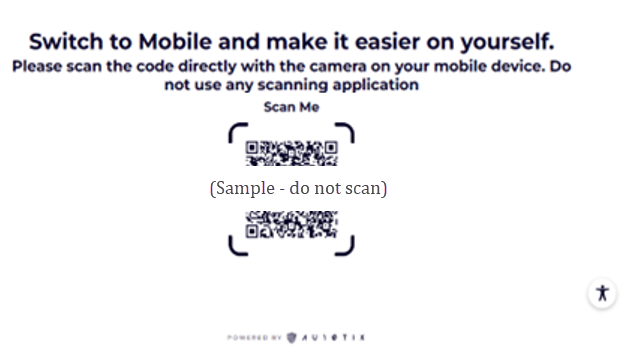 Switch to Mobile and make it easier on yourself.
Please scan the code directly with the camera on your mobile device. Do
not use any scanning application
Scan Me
(Sample - do not scan)
POWERED BY AU10TIX